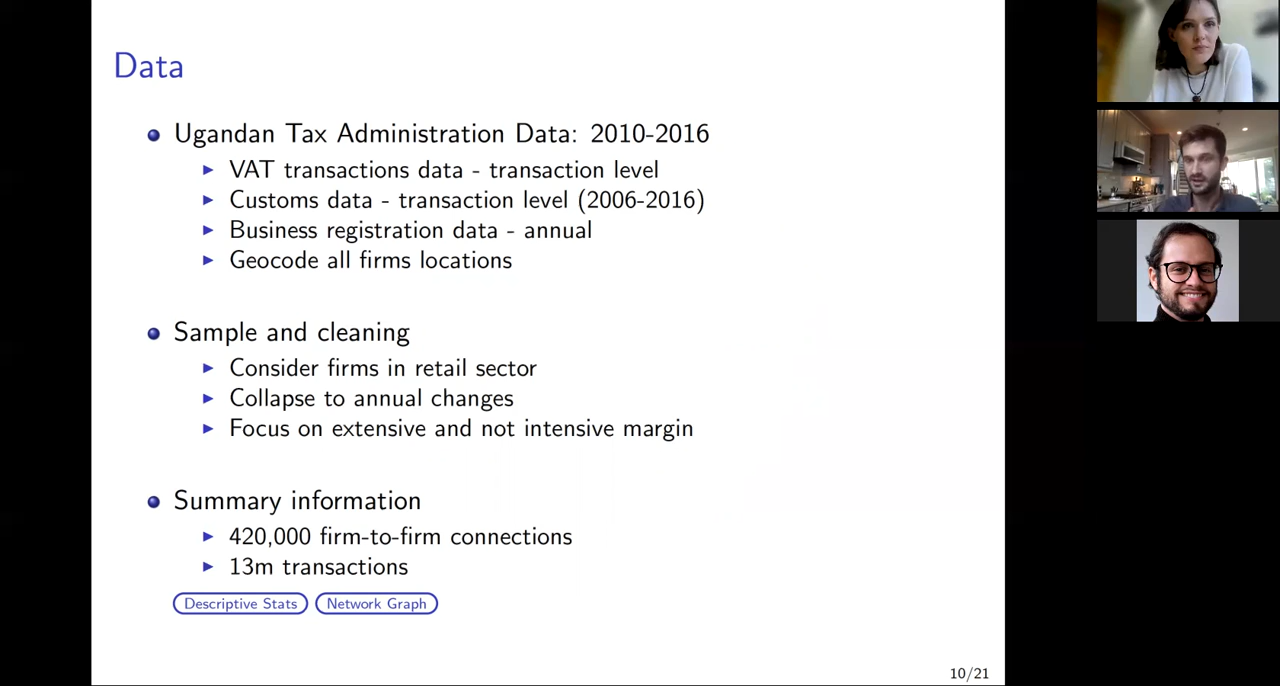 Data
Ugandan Tax Administration Data: 2010-2016
VAT transactions data - transaction level
Customs data - transaction level (2006-2016)
Business registration data - annual
Geocode all firms locations
Sample and cleaning
Consider firms in retail sector
Collapse to annual changes
Focus on extensive and not intensive margin
Summary information
420,000 firm-to-firm connections
13m transactions
Descriptive Stats Network Graph
10/21